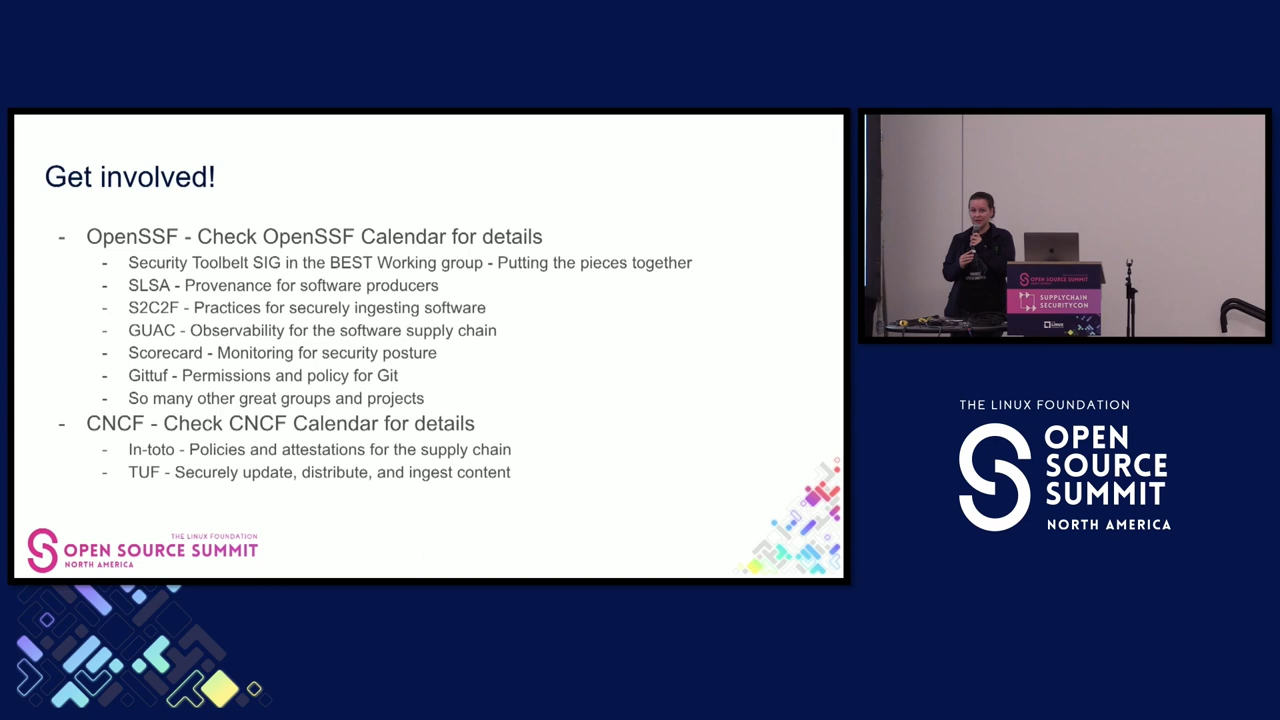 Get involved!
- OpenSSF - Check OpenSSF Calendar for details
- Security Toolbelt SIG in the BEST Working group - Putting the pieces together
- SLSA - Provenance for software producers
- S2C2F - Practices for securely ingesting software
- GUAC - Observability for the software supply chain
- Scorecard - Monitoring for security posture
- Gittuf - Permissions and policy for Git
- So many other great groups and projects
- CNCF - Check CNCF Calendar for details
- In-toto - Policies and attestations for the supply chain
- TUF - Securely update, distribute, and ingest content
THE LINUX FOUNDATION
OPEN SOURCE SUMMIT
NORTH AMERICA
OPEN SOURCE SUMMIT
SUPPLYCHAIN
SECURITYCON
THE LINUX FOUNDATION
OPEN
SOURCE
SUMMIT
NORTH AMERICA